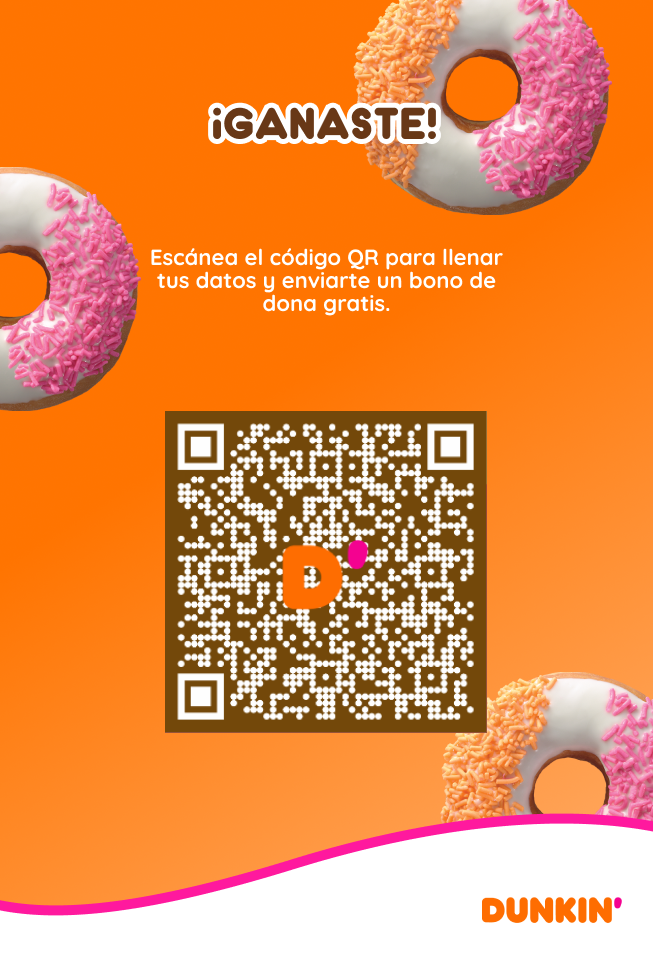 ¡GANASTE!
Escánea el código QR para llenar
tus datos y enviarte un bono de
dona gratis.
D'
DUNKIN'